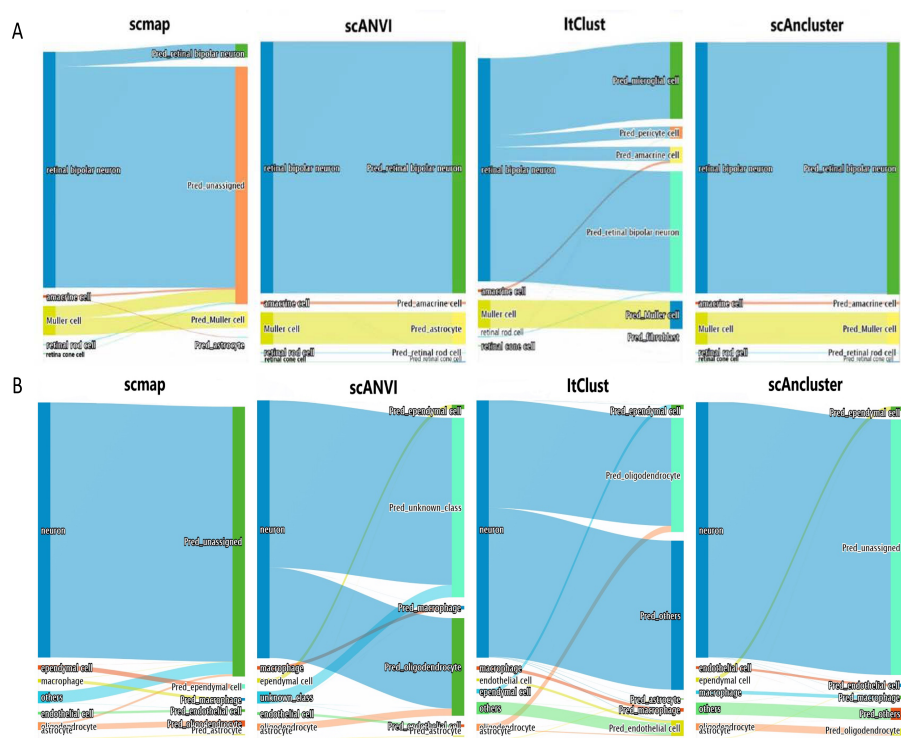 A
scmap
scANVI
ItClust
scAncluster
Pred_retinal bipolar neuron
retinal bipolar neuron
Pred_unassigned
amacrine cell
Muller cell
Pred_Muller cell
retinal rod cell
Pred_astrocyte
retina cone cell
retinal bipolar neuron
Pred_retinal bipolar neuron
amacrine cell
Pred_amacrine cell
Muller cell
Pred_astrocyte
retinal rod cell
Pred_retinal rod cell
retinal cone cell
Pred_retinal cone cell
Pred_microglial cell
Pred_pericyte cell
Pred_amacrine cell
retinal bipolar neuron
Pred_retinal bipolar neuron
amacrine cell
Muller cell
Pred_Muller cell
retinal rod cell
Pred_fibroblast
retinal cone cell
retinal bipolar neuron
Pred_retinal bipolar neuron
amacrine cell
Pred_amacrine cell
Muller cell
Pred_Muller cell
retinal rod cell
Pred_retinal rod cell
retinal cone cell
B
scmap
scANVI
ItClust
scAncluster
neuron
Pred_unassigned
ependymal cell
macrophage
Pred_ependymal cell
others
Pred_macrophage
endothelial cell
Pred_endothelial cell
oligodendrocyte
Pred_oligodendrocyte
astrocyte
Pred_astrocyte
Pred_ependymal cell
Pred_unknown_class
neuron
Pred_macrophage
Pred_oligodendrocyte
macrophage
ependymal cell
unknown_class
endothelial cell
oligodendrocyte
Pred_endothelial cell
astrocyte
Pred_astrocyte
Pred_ependymal cell
Pred_oligodendrocyte
neuron
Pred_others
macrophage
endothelial cell
ependymal cell
Pred_astrocyte
others
Pred_macrophage
oligodendrocyte
Pred_endothelial cell
astrocyte
Pred_ependymal cell
neuron
Pred_unassigned
endothelial cell
ependymal cell
Pred_endothelial cell
macrophage
Pred_macrophage
others
Pred_others
oligodendrocyte
Pred_oligodendrocyte
astrocyte